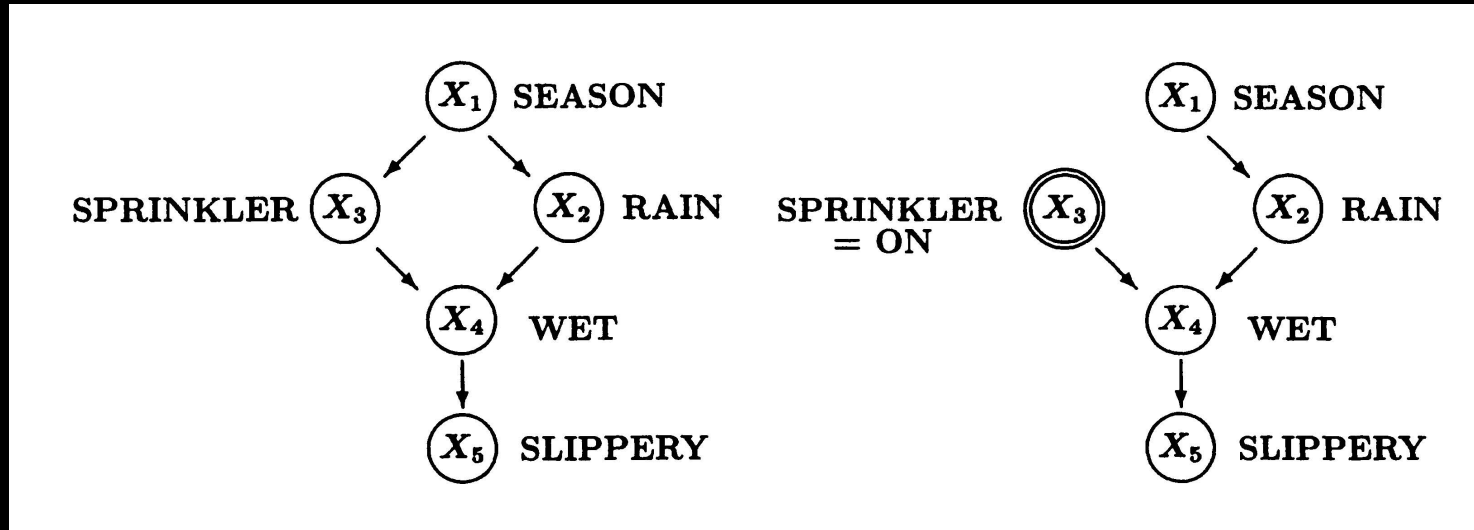 X₁ SEASON
SPRINKLER X₃
X₂ RAIN
X₄ WET
X₅ SLIPPERY
X₁ SEASON
SPRINKLER X₃
= ON
X₂ RAIN
X₄ WET
X₅ SLIPPERY